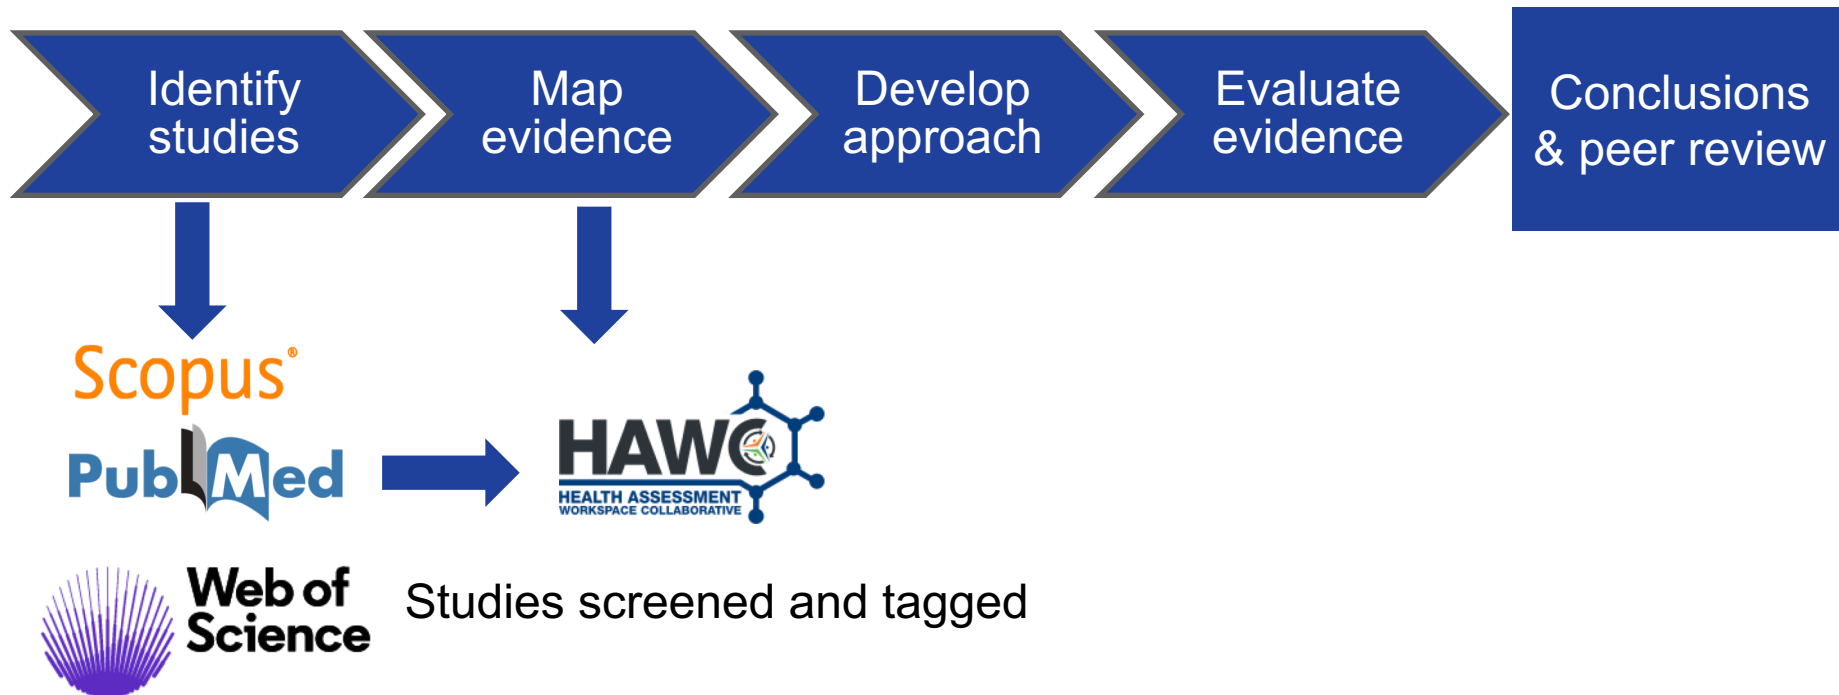 Identify
studies
Map
evidence
Develop
approach
Evaluate
evidence
Conclusions
& peer review
Scopus®
PubMed
HAWC
HEALTH ASSESSMENT
WORKSPACE COLLABORATIVE
Web of
Science
Studies screened and tagged